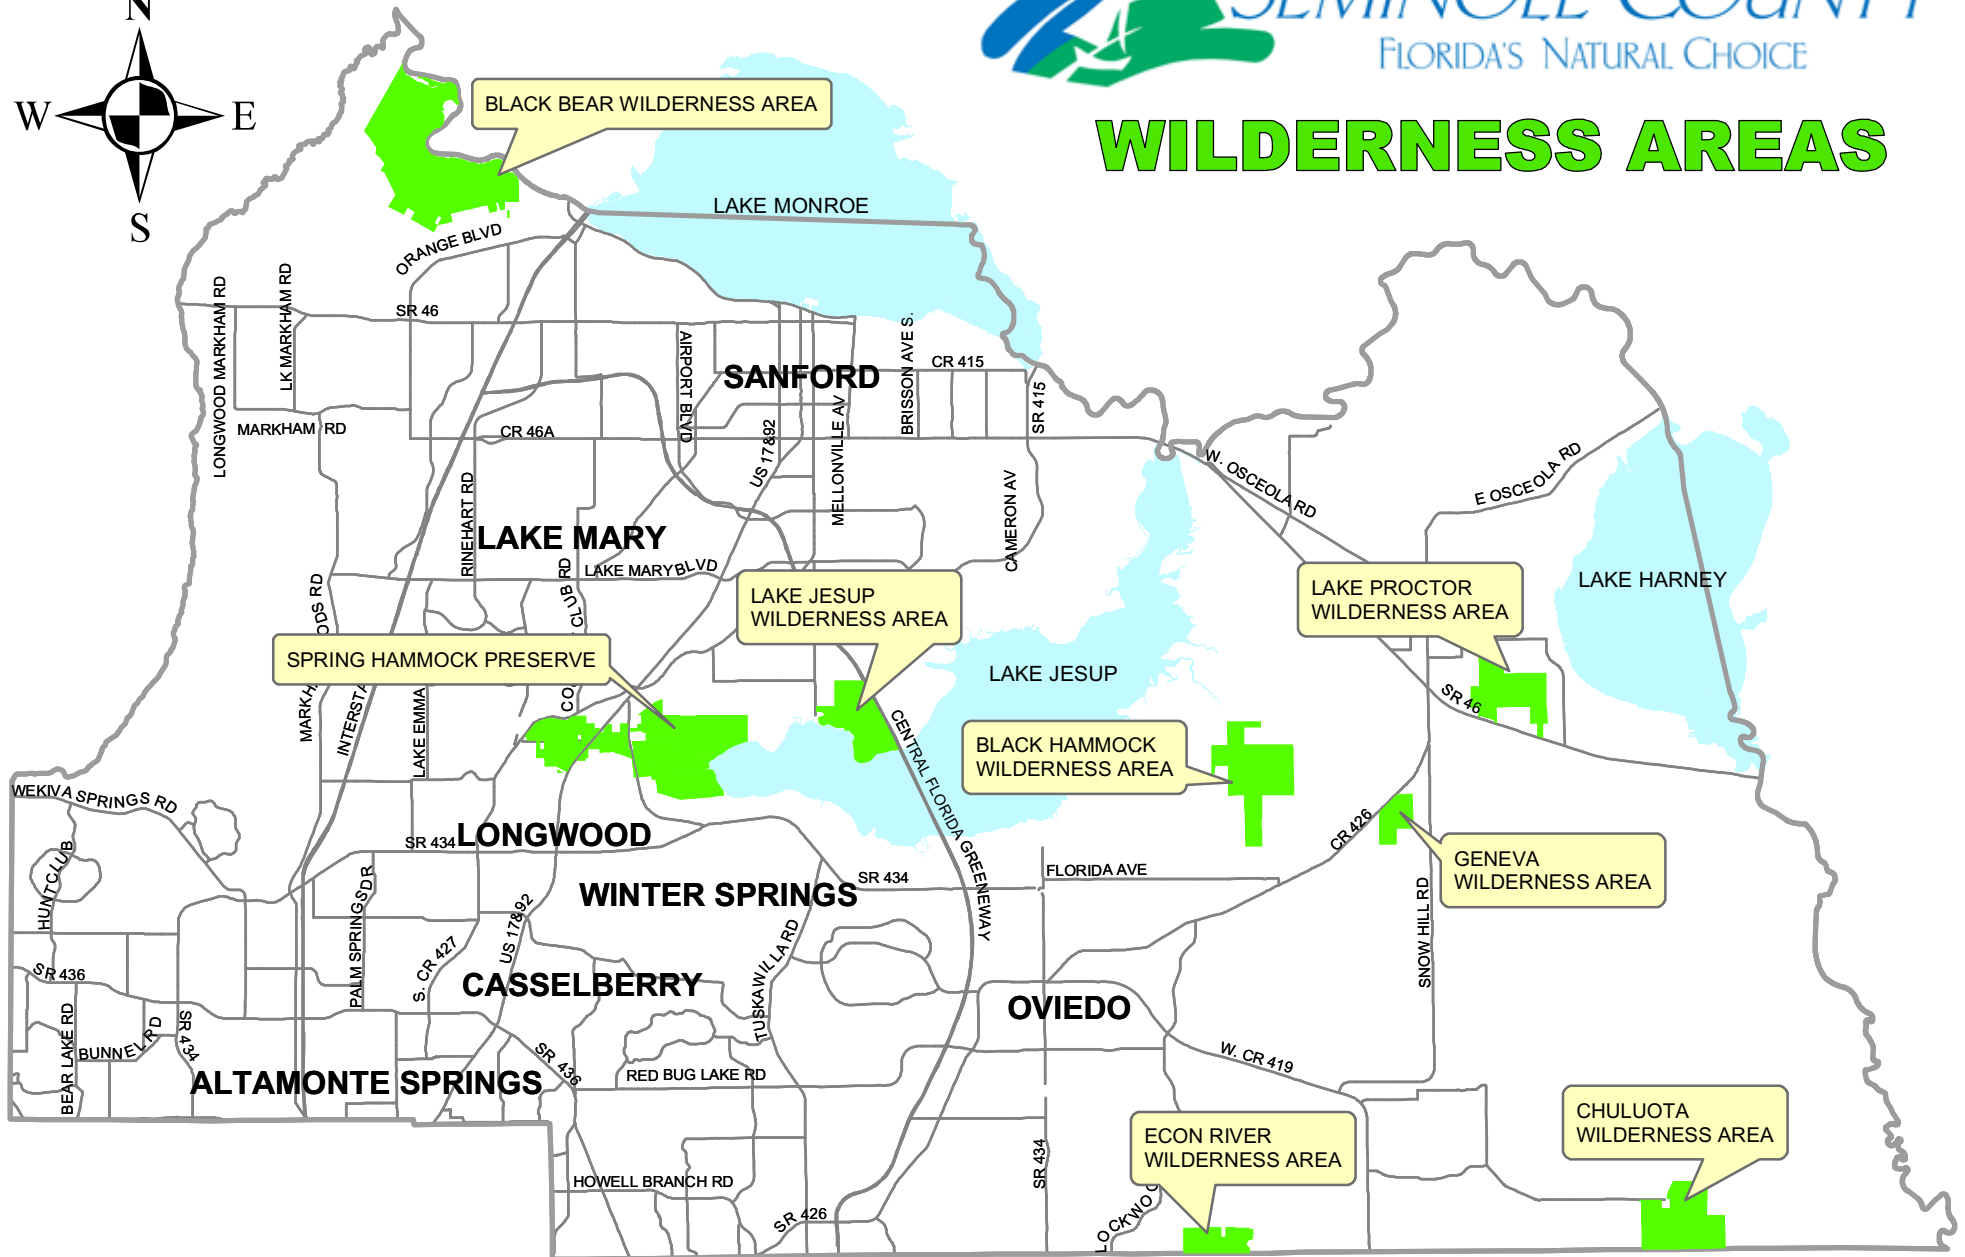 N
W
E
S
SEMINOLE COUNTY
FLORIDA'S NATURAL CHOICE
WILDERNESS AREAS
BLACK BEAR WILDERNESS AREA
LAKE MONROE
ORANGE BLVD
LONGWOOD MARKHAM RD
LK MARKHAM RD
SR 46
AIRPORT BLVD
SANFORD
BRISSON AVE S.
CR 415
SR 415
MARKHAM RD
CR 46A
US 17&92
MELLONVILLE AV
W. OSCEOLA RD
E OSCEOLA RD
RINEHART RD
CAMERON AV
LAKE MARY
LAKE MARY BLVD
LAKE HARNEY
LAKE JESUP
WILDERNESS AREA
LAKE PROCTOR
WILDERNESS AREA
CLUB RD
SPRING HAMMOCK PRESERVE
LAKE JESUP
SR 46
LAKE EMMA
CENTRAL FLORIDA GREENEWAY
BLACK HAMMOCK
WILDERNESS AREA
WEKIVA SPRINGS RD
SR 434
LONGWOOD
CR 426
GENEVA
WILDERNESS AREA
HUNTCLUB
PALM SPRINGS DR
WINTER SPRINGS
SR 434
FLORIDA AVE
SNOW HILL RD
US 17&92
S. CR 427
TUSKAWILLA RD
SR 436
CASSELBERRY
OVIEDO
BEAR LAKE RD
BUNNEL RD
SR 434
SR 436
ALTAMONTE SPRINGS
RED BUG LAKE RD
W. CR 419
ECON RIVER
WILDERNESS AREA
CHULUOTA
WILDERNESS AREA
HOWELL BRANCH RD
SR 434
SR 426